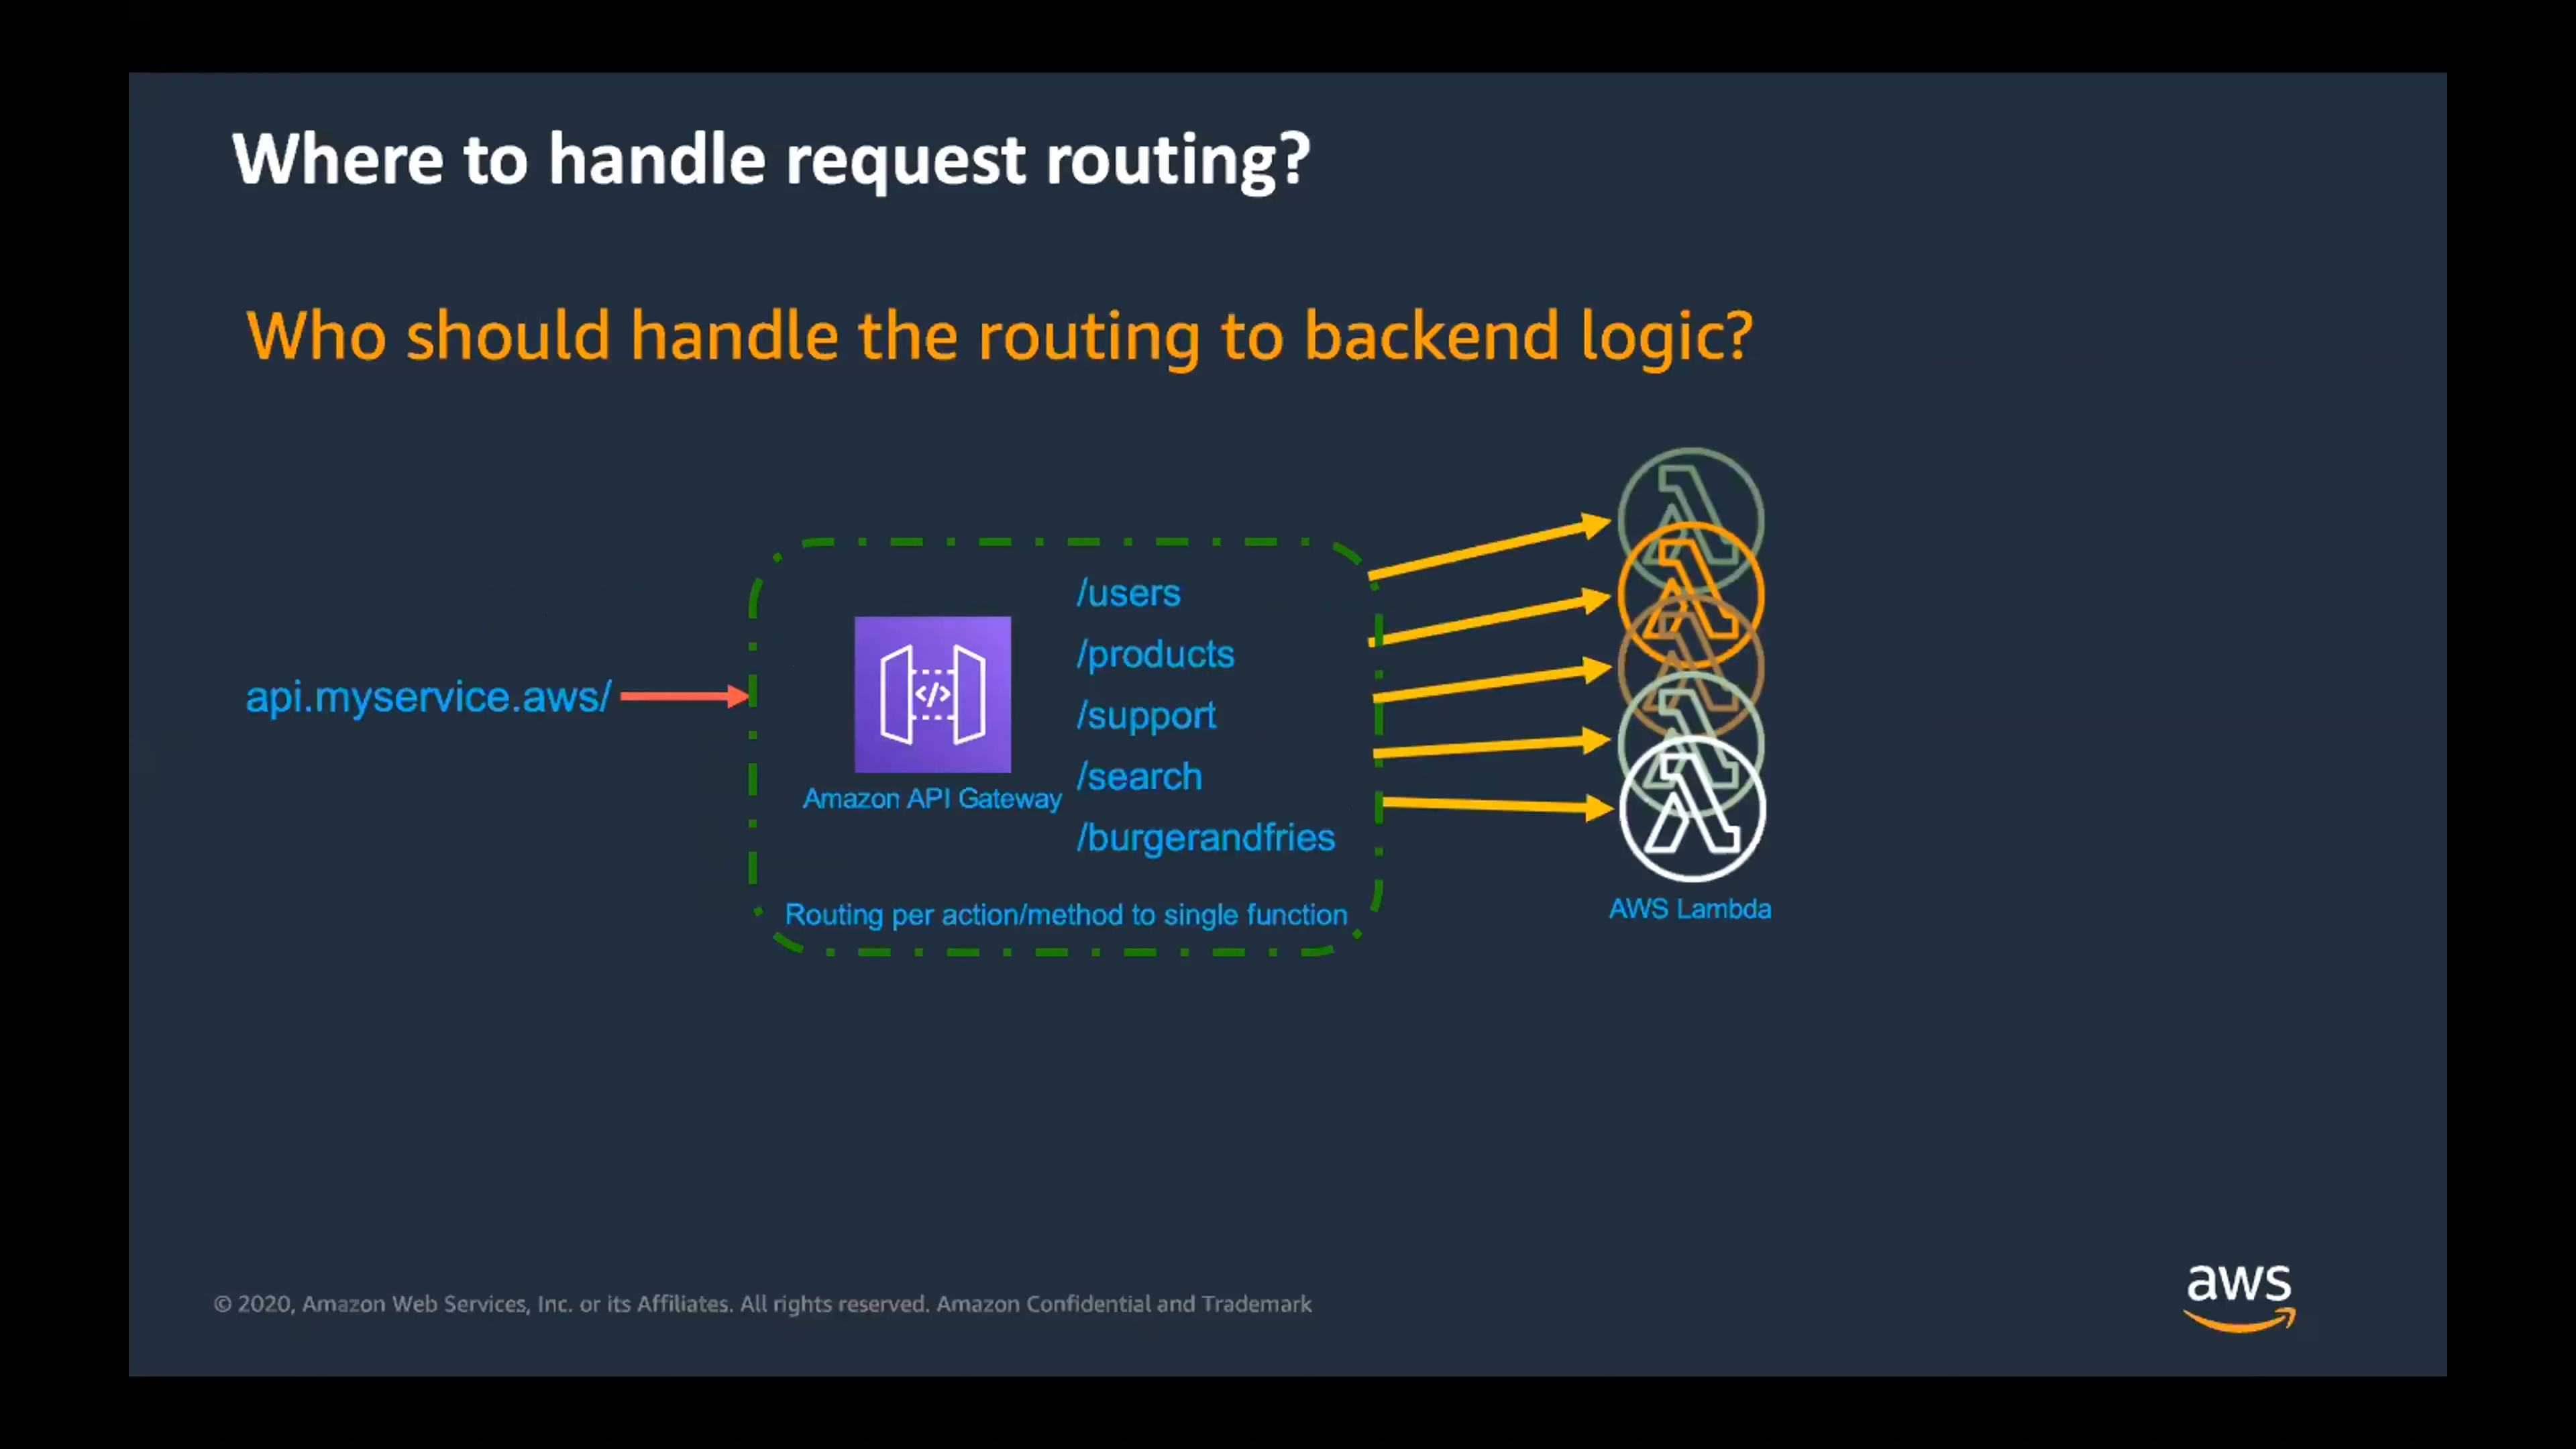 Where to handle request routing?
Who should handle the routing to backend logic?
/users
/products
api.myservice.aws/
</>
/support
/search
Amazon API Gateway
/burgerandfries
Routing per action/method to single function
AWS Lambda
© 2020, Amazon Web Services, Inc. or its Affiliates. All rights reserved. Amazon Confidential and Trademark
aws